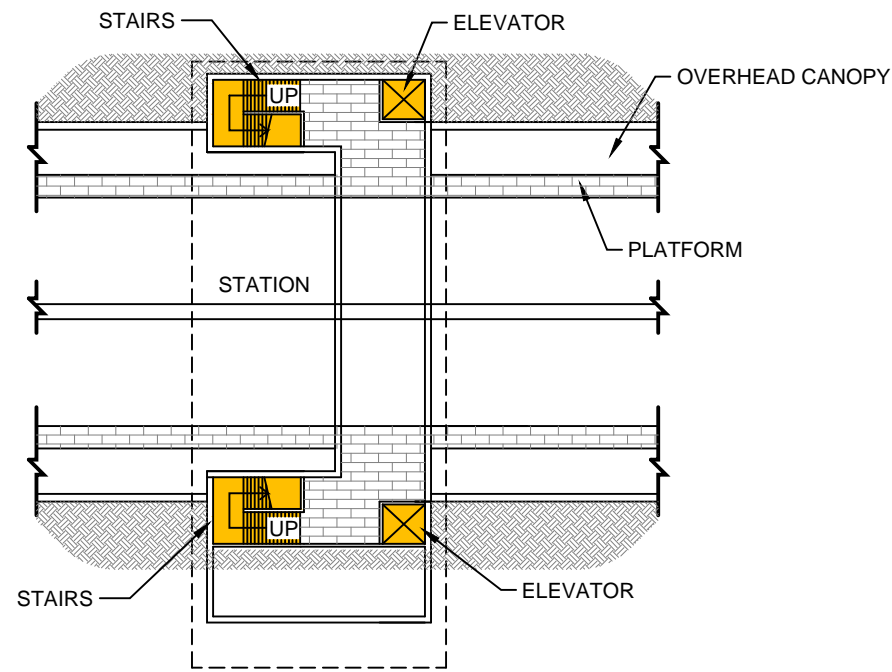 STAIRS
ELEVATOR
OVERHEAD CANOPY
UP
PLATFORM
STATION
UP
ELEVATOR
STAIRS